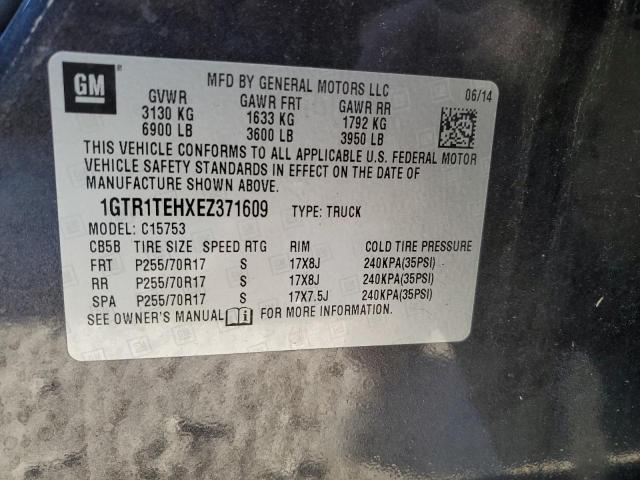 GM®
MFD BY GENERAL MOTORS LLC
06/14
GVWR GAWR FRT GAWR RR
3130 KG 1633 KG 1792 KG
6900 LB 3600 LB 3950 LB
THIS VEHICLE CONFORMS TO ALL APPLICABLE U.S. FEDERAL MOTOR
VEHICLE SAFETY STANDARDS IN EFFECT ON THE DATE OF
MANUFACTURE SHOWN ABOVE.
1GTR1TEHXEZ371609 TYPE: TRUCK
MODEL: C15753
CB5B TIRE SIZE SPEED RTG RIM COLD TIRE PRESSURE
FRT P255/70R17 S 17X8J 240KPA(35PSI)
RR P255/70R17 S 17X8J 240KPA(35PSI)
SPA P255/70R17 S 17X7.5J 240KPA(35PSI)
SEE OWNER'S MANUAL i FOR MORE INFORMATION.